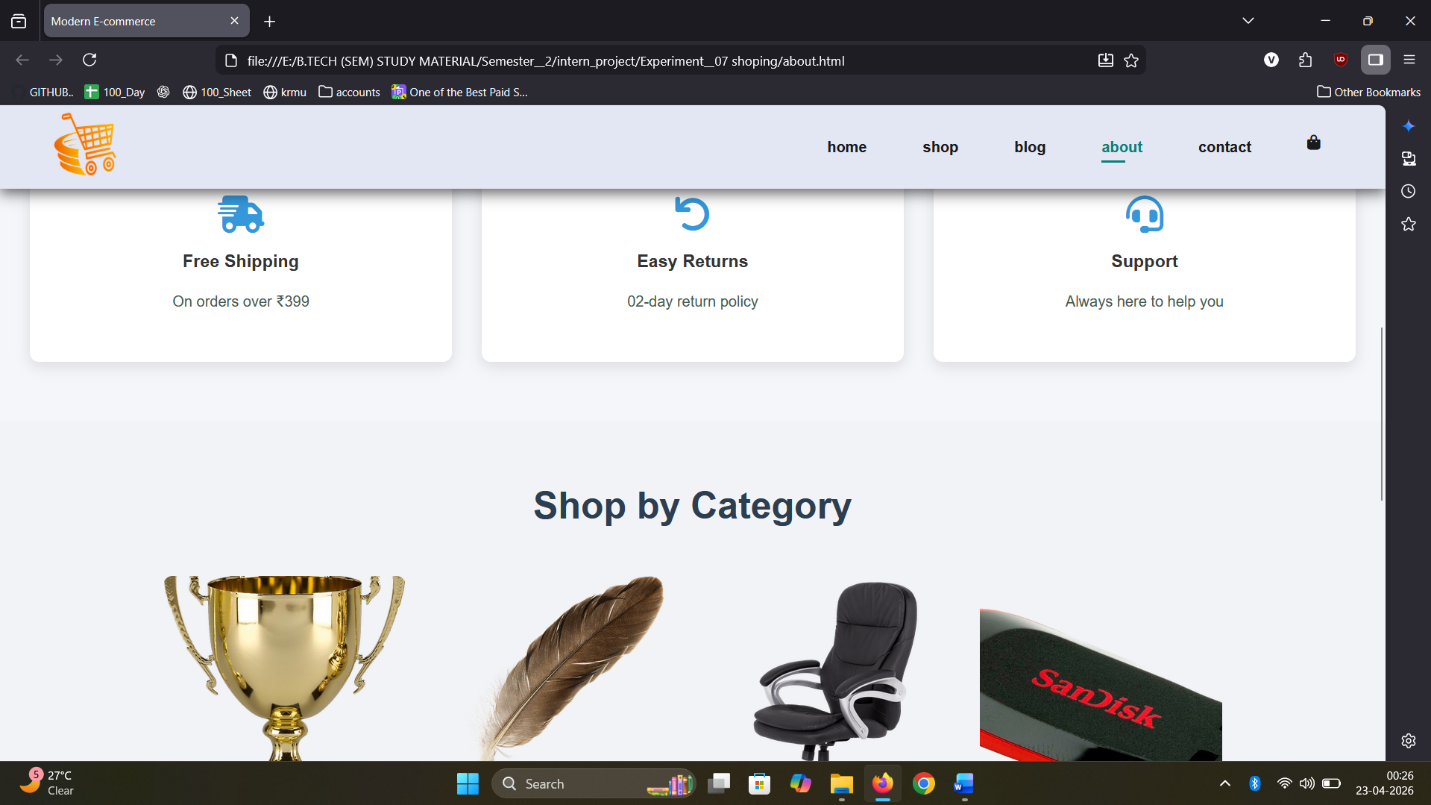 Modern E-commerce
file:///E:/B.TECH (SEM) STUDY MATERIAL/Semester__2/intern_project/Experiment__07 shoping/about.html
V
UO
GITHUB.. 100_Day 100_Sheet krmu accounts One of the Best Paid S... Other Bookmarks
home shop blog about contact
Free Shipping Easy Returns Support
On orders over ₹399 02-day return policy Always here to help you
Shop by Category
SanDisk
5 27°C
Clear
Search
W
00:26
23-04-2026